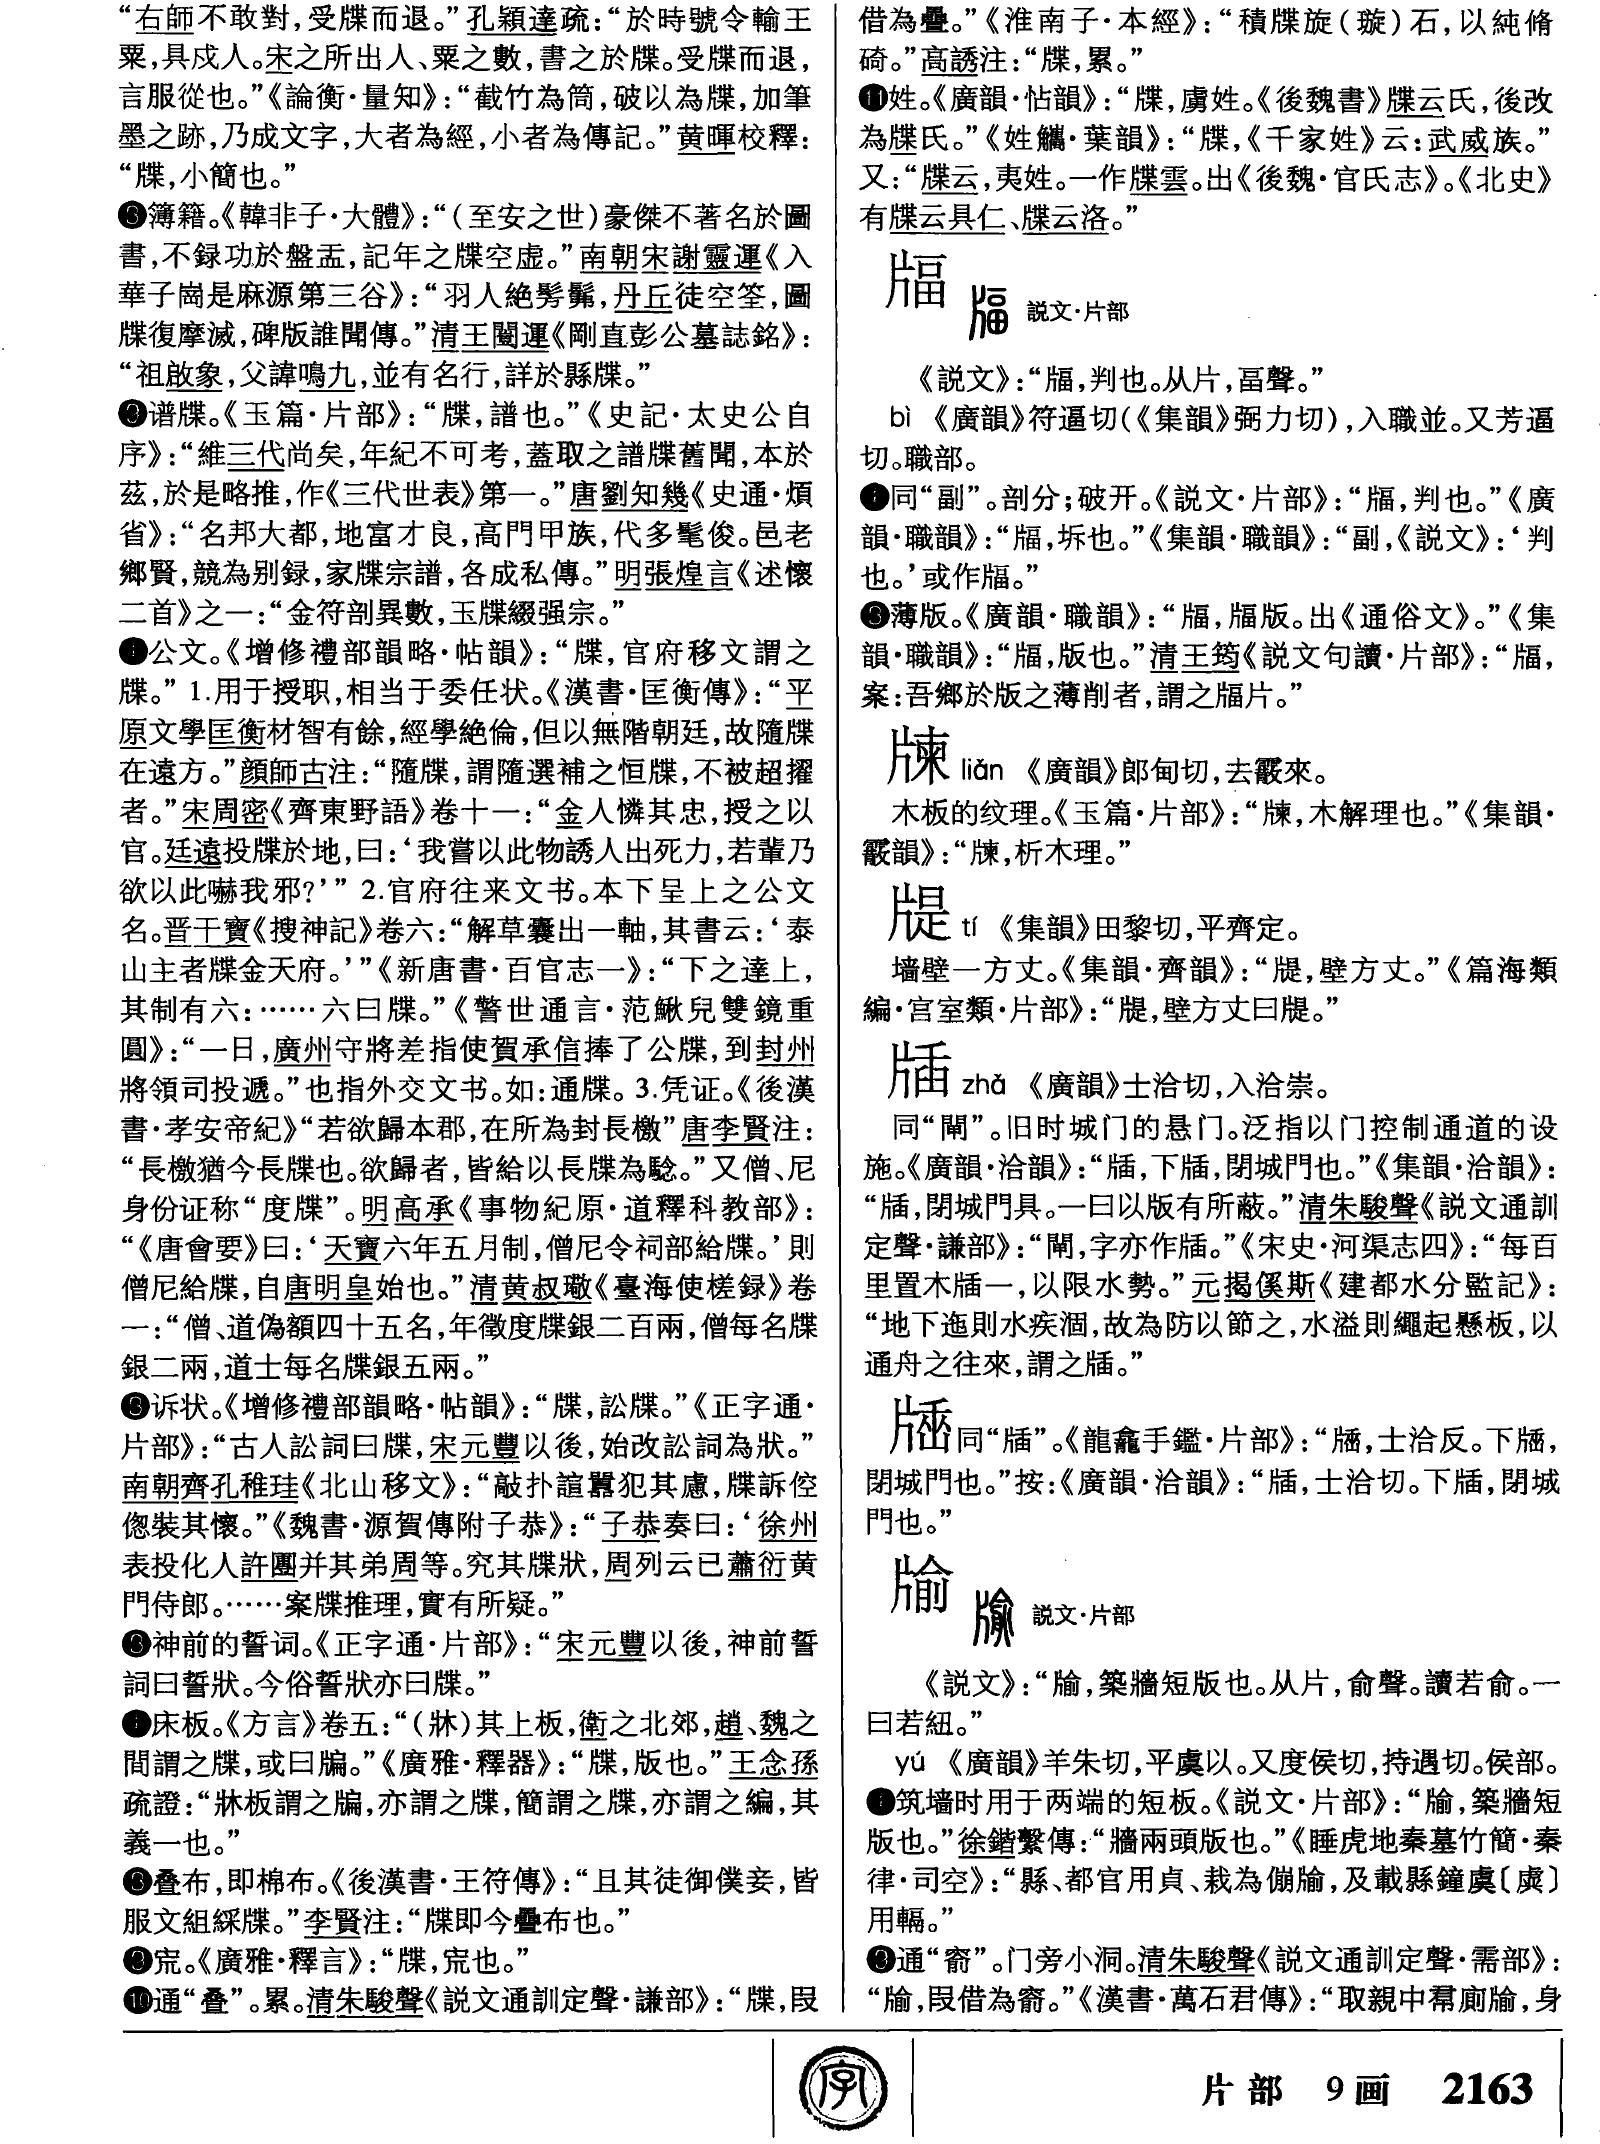 “右師不敢對，受牒而退。”孔穎達疏：“於時號令輸王
粟，具戍人。宋之所出人、粟之數，書之於牒。受牒而退，
言服從也。”《論衡·量知》：“截竹為筒，破以為牒，加筆
墨之跡，乃成文字，大者為經，小者為傳記。”黄暉校釋：
“牒，小簡也。”
❸簿籍。《韓非子·大體》：“（至安之世）豪傑不著名於圖
書，不録功於盤盂，記年之牒空虚。”南朝宋謝靈運《入
華子崗是麻源第三谷》：“羽人絶髣髴，丹丘徒空筌，圖
牒復摩滅，碑版誰聞傳。”清王闓運《剛直彭公墓誌銘》：
“祖啟象，父諱鳴九，並有名行，詳於縣牒。”
谱牒。《玉篇·片部》：“牒，譜也。”《史記·太史公自
序》：“維三代尚矣，年紀不可考，蓋取之譜牒舊聞，本於
茲，於是略推，作《三代世表》第一。”唐劉知幾《史通·煩
省》：“名邦大都，地富才良，高門甲族，代多髦俊。邑老
鄉賢，競為别録，家牒宗譜，各成私傳。”明張煌言《述懷
二首》之一：“金符剖異數，玉牒綴强宗。”
公文。《增修禮部韻略·帖韻》：“牒，官府移文謂之
牒。”1.用于授职，相当于委任状。《漢書·匡衡傳》：“平
原文學匡衡材智有餘，經學絶倫，但以無階朝廷，故隨牒
在遠方。”顔師古注：“隨牒，謂隨選補之恒牒，不被超擢
者。”宋周密《齊東野語》卷十一：“金人憐其忠，授之以
官。廷遠投牒於地，曰：‘我嘗以此物誘人出死力，若輩乃
欲以此嚇我邪？’”2.官府往来文书。本下呈上之公文
名。晋干寶《搜神記》卷六：“解草囊出一軸，其書云：‘泰
山主者牒金天府。’”《新唐書·百官志一》：“下之達上，
其制有六：……六曰牒。”《警世通言·范鰍兒雙鏡重
圓》：“一日，廣州守將差指使賀承信捧了公牒，到封州
將領司投遞。”也指外交文书。如：通牒。3.凭证。《後漢
書·孝安帝紀》“若欲歸本郡，在所為封長檄”唐李賢注：
“長檄猶今長牒也。欲歸者，皆給以長牒為驗。”又僧、尼
身份证称“度牒”。明高承《事物紀原·道釋科教部》：
“《唐會要》曰：‘天寶六年五月制，僧尼令祠部給牒。’則
僧尼給牒，自唐明皇始也。”清黄叔璥《臺海使槎録》卷
一：“僧、道偽額四十五名，年徵度牒銀二百兩，僧每名牒
銀二兩，道士每名牒銀五兩。”
诉状。《增修禮部韻略·帖韻》：“牒，訟牒。”《正字通·
片部》：“古人訟詞曰牒，宋元豐以後，始改訟詞為狀。”
南朝齊孔稚珪《北山移文》：“敲扑諠囂犯其慮，牒訴倥
傯裝其懷。”《魏書·源賀傳附子恭》：“子恭奏曰：‘徐州
表投化人許團并其弟周等。究其牒狀，周列云已蕭衍黄
門侍郎。……案牒推理，實有所疑。”
神前的誓词。《正字通·片部》：“宋元豐以後，神前誓
詞曰誓狀。今俗誓狀亦曰牒。”
床板。《方言》卷五：“（牀）其上板，衛之北郊，趙、魏之
間謂之牒，或曰牑。”《廣雅·釋器》：“牒，版也。”王念孫
疏證：“牀板謂之牑，亦謂之牒，簡謂之牒，亦謂之編，其
義一也。”
叠布，即棉布。《後漢書·王符傳》：“且其徒御僕妾，皆
服文組綵牒。”李賢注：“牒即今疊布也。”
㝩。《廣雅·釋言》：“牒，㝩也。”
❿通“叠”。累。清朱駿聲《説文通訓定聲·謙部》：“牒，叚
借為疊。”《淮南子·本經》：“積牒旋（璇）石，以純脩
碕。”高誘注：“牒，累。”
⓫姓。《廣韻·怗韻》：“牒，虜姓。《後魏書》牒云氏，後改
為牒氏。”《姓觿·葉韻》：“牒，《千家姓》云：武威族。”
又：“牒云，夷姓。一作牒雲。出《後魏·官氏志》。《北史》
有牒云具仁、牒云洛。”
牔 説文·片部
《説文》：“牔，判也。从片，畐聲。”
bì 《廣韻》符逼切（《集韻》弼力切），入職並。又芳逼
切。職部。
同“副”。剖分；破开。《説文·片部》：“牔，判也。”《廣
韻·職韻》：“牔，坼也。”《集韻·職韻》：“副，《説文》：‘判
也。’或作牔。”
薄版。《廣韻·職韻》：“牔，牔版。出《通俗文》。”《集
韻·職韻》：“牔，版也。”清王筠《説文句讀·片部》：“牔，
案：吾鄉於版之薄削者，謂之牔片。”
㸝 liǎn 《廣韻》郎甸切，去霰來。
木板的纹理。《玉篇·片部》：“㸝，木解理也。”《集韻·
霰韻》：“㸝，析木理。”
㸠 tí 《集韻》田黎切，平齊定。
墙壁一方丈。《集韻·齊韻》：“㸠，壁方丈。”《篇海類
編·宫室類·片部》：“㸠，壁方丈曰㸠。”
牐 zhá 《廣韻》士洽切，入洽崇。
同“閘”。旧时城门的悬门。泛指以门控制通道的设
施。《廣韻·洽韻》：“牐，下牐，閉城門也。”《集韻·洽韻》：
“牐，閉城門具。一曰以版有所蔽。”清朱駿聲《説文通訓
定聲·謙部》：“閘，字亦作牐。”《宋史·河渠志四》：“每百
里置木牐一，以限水勢。”元揭傒斯《建都水分監記》：
“地下迤則水疾涸，故為防以節之，水溢則繩起懸板，以
通舟之往來，謂之牐。”
同“牐”。《龍龕手鑑·片部》：“士洽反。下
閉城門也。”按：《廣韻·洽韻》：“牐，士洽切。下牐，閉城
門也。”
牏 説文·片部
《説文》：“牏，築牆短版也。从片，俞聲。讀若俞。一
曰若紐。”
yú 《廣韻》羊朱切，平虞以。又度侯切，持遇切。侯部。
筑墙时用于两端的短板。《説文·片部》：“牏，築牆短
版也。”徐鍇繫傳：“牆兩頭版也。”《睡虎地秦墓竹簡·秦
律·司空》：“縣、都官用貞、栽為傰牏，及載縣鐘虞〔虡〕
用輻。”
通“窬”。门旁小洞。清朱駿聲《説文通訓定聲·需部》：
“牏，叚借為窬。”《漢書·萬石君傳》：“取親中帬廁牏，身
字
片部 9画 2163